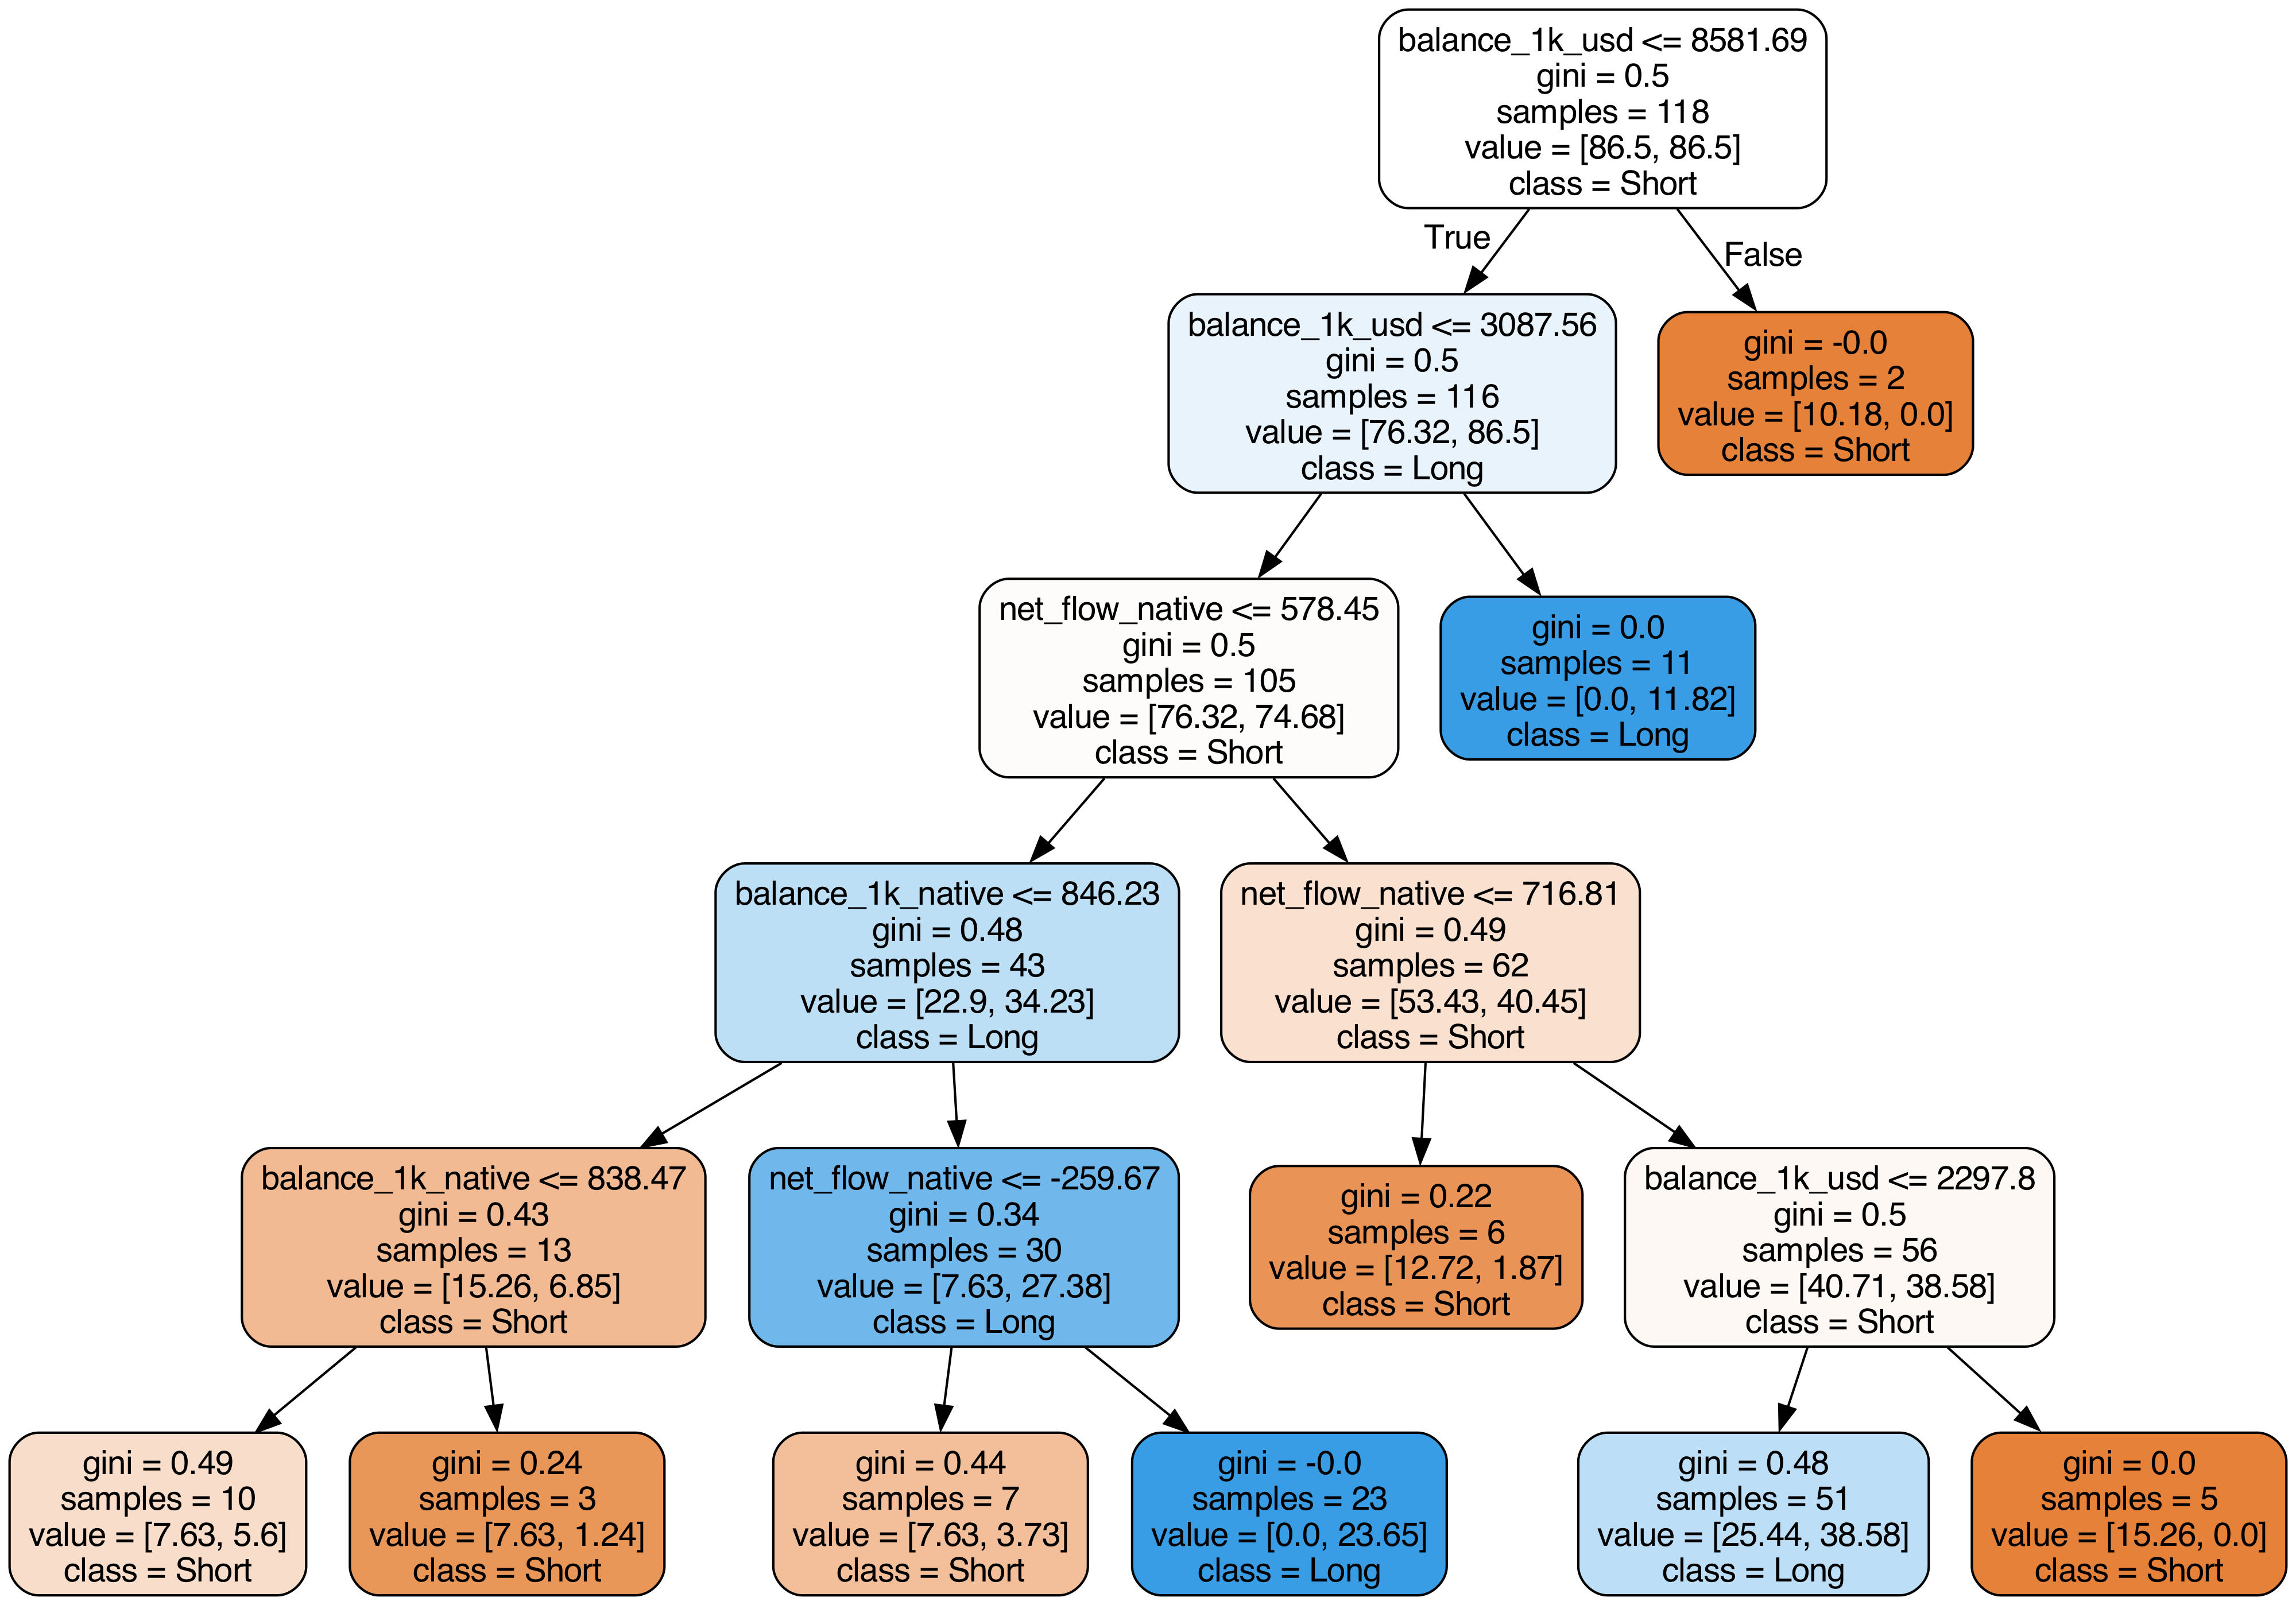 balance_1k_usd <= 8581.69
gini = 0.5
samples = 118
value = [86.5, 86.5]
class = Short
True
False
balance_1k_usd <= 3087.56
gini = 0.5
samples = 116
value = [76.32, 86.5]
class = Long
gini = -0.0
samples = 2
value = [10.18, 0.0]
class = Short
net_flow_native <= 578.45
gini = 0.5
samples = 105
value = [76.32, 74.68]
class = Short
gini = 0.0
samples = 11
value = [0.0, 11.82]
class = Long
balance_1k_native <= 846.23
gini = 0.48
samples = 43
value = [22.9, 34.23]
class = Long
net_flow_native <= 716.81
gini = 0.49
samples = 62
value = [53.43, 40.45]
class = Short
balance_1k_native <= 838.47
gini = 0.43
samples = 13
value = [15.26, 6.85]
class = Short
net_flow_native <= -259.67
gini = 0.34
samples = 30
value = [7.63, 27.38]
class = Long
gini = 0.22
samples = 6
value = [12.72, 1.87]
class = Short
balance_1k_usd <= 2297.8
gini = 0.5
samples = 56
value = [40.71, 38.58]
class = Short
gini = 0.49
samples = 10
value = [7.63, 5.6]
class = Short
gini = 0.24
samples = 3
value = [7.63, 1.24]
class = Short
gini = 0.44
samples = 7
value = [7.63, 3.73]
class = Short
gini = -0.0
samples = 23
value = [0.0, 23.65]
class = Long
gini = 0.48
samples = 51
value = [25.44, 38.58]
class = Long
gini = 0.0
samples = 5
value = [15.26, 0.0]
class = Short